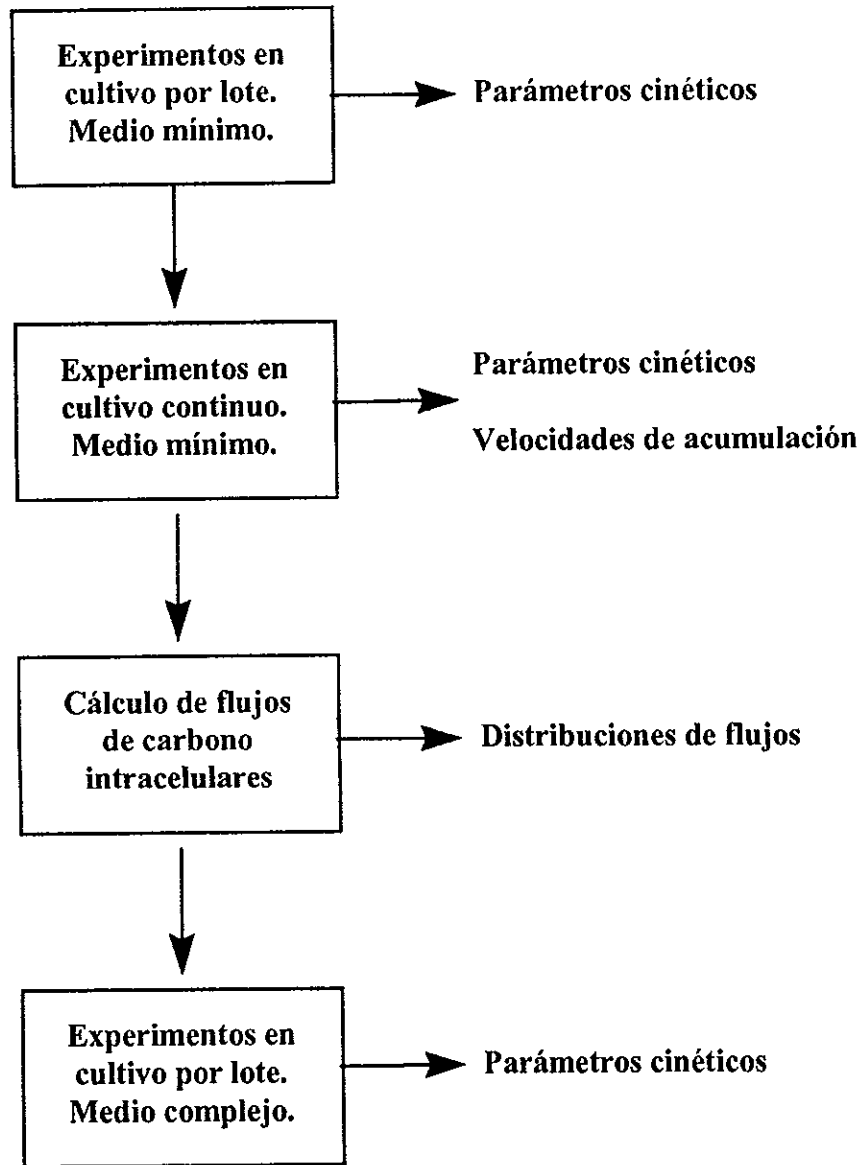 Experimentos en
cultivo por lote.
Medio mínimo.
Parámetros cinéticos
Experimentos en
cultivo continuo.
Medio mínimo.
Parámetros cinéticos
Velocidades de acumulación
Cálculo de flujos
de carbono
intracelulares
Distribuciones de flujos
Experimentos en
cultivo por lote.
Medio complejo.
Parámetros cinéticos